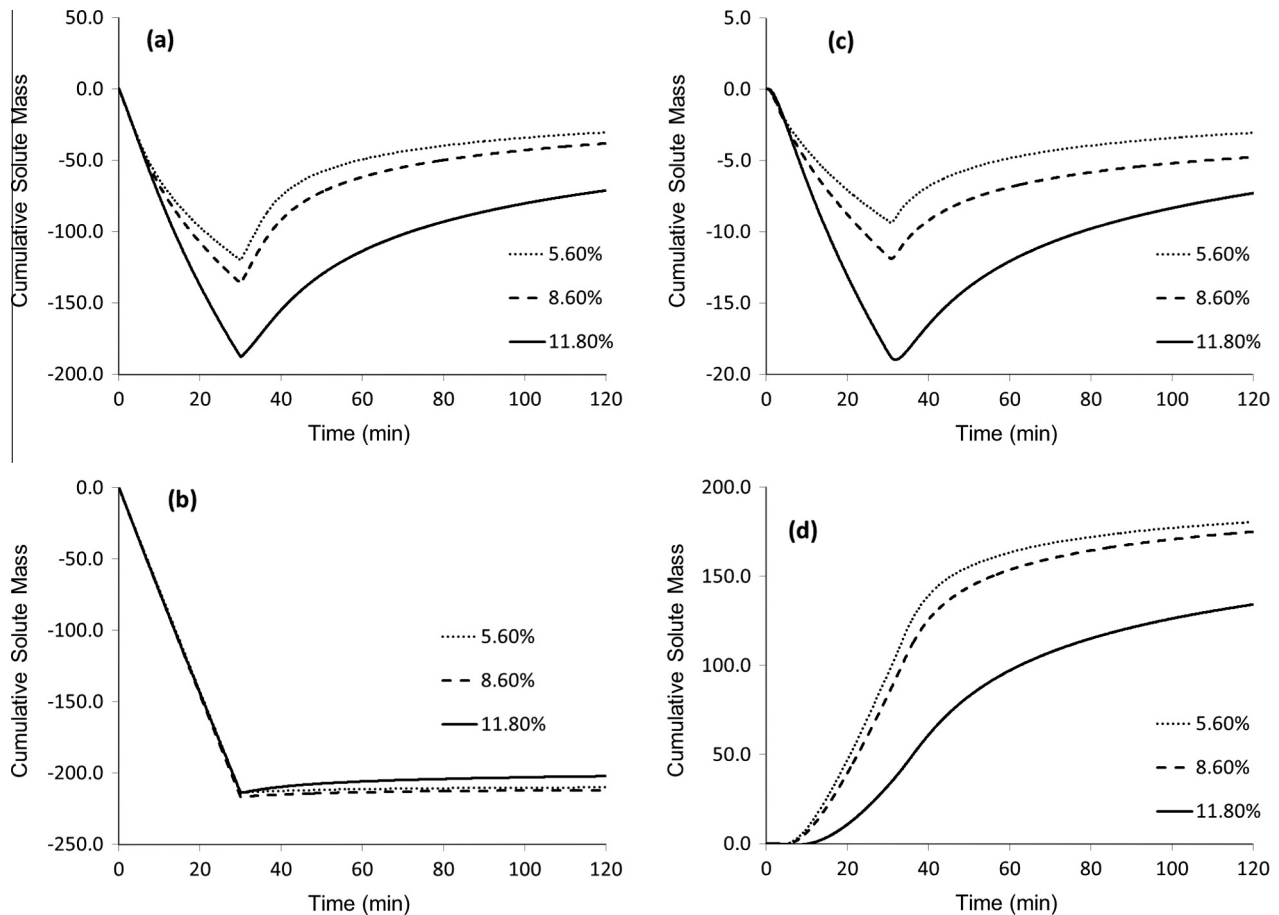 (a)
50.0
0.0
-50.0
-100.0
-150.0
-200.0
Cumulative Solute Mass
5.60%
8.60%
11.80%
0 20 40 60 80 100 120
Time (min)
(c)
5.0
0.0
-5.0
-10.0
-15.0
-20.0
Cumulative Solute Mass
5.60%
8.60%
11.80%
0 20 40 60 80 100 120
Time (min)
(b)
0.0
-50.0
-100.0
-150.0
-200.0
-250.0
Cumulative Solute Mass
5.60%
8.60%
11.80%
0 20 40 60 80 100 120
Time (min)
(d)
200.0
150.0
100.0
50.0
0.0
Cumulative Solute Mass
5.60%
8.60%
11.80%
0 20 40 60 80 100 120
Time (min)